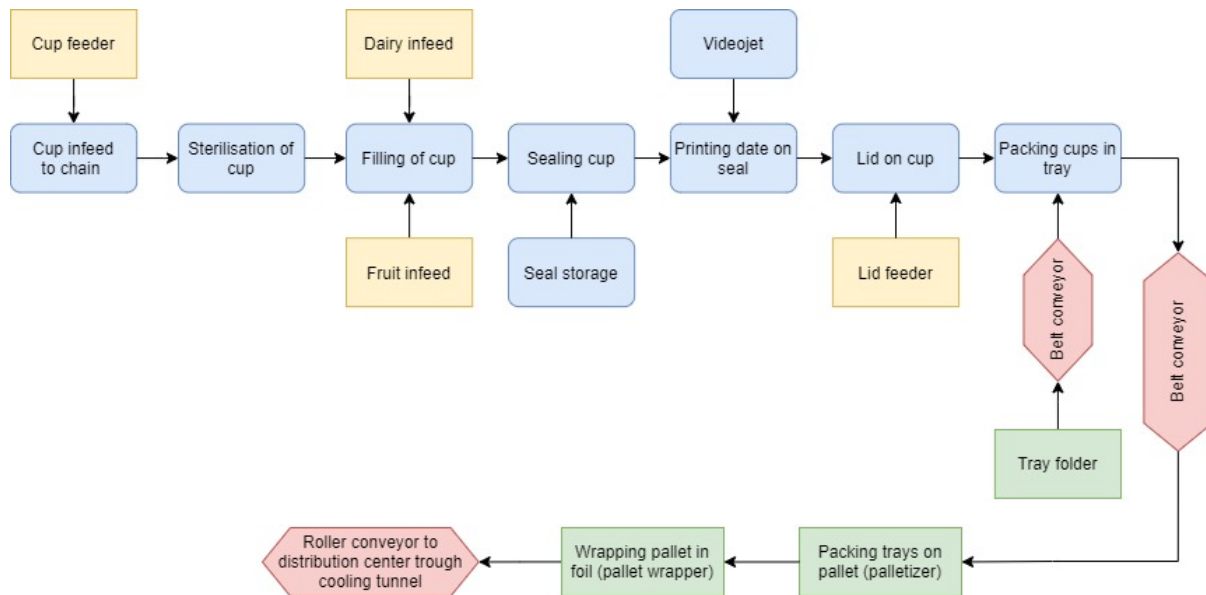 Cup feeder
Dairy infeed
Videojet
Cup infeed
to chain
Sterilisation of
cup
Filling of cup
Sealing cup
Printing date on
seal
Lid on cup
Packing cups in
tray
Fruit infeed
Seal storage
Lid feeder
Belt conveyor
Belt conveyor
Tray folder
Roller conveyor to
distribution center trough
cooling tunnel
Wrapping pallet in
foil (pallet wrapper)
Packing trays on
pallet (palletizer)